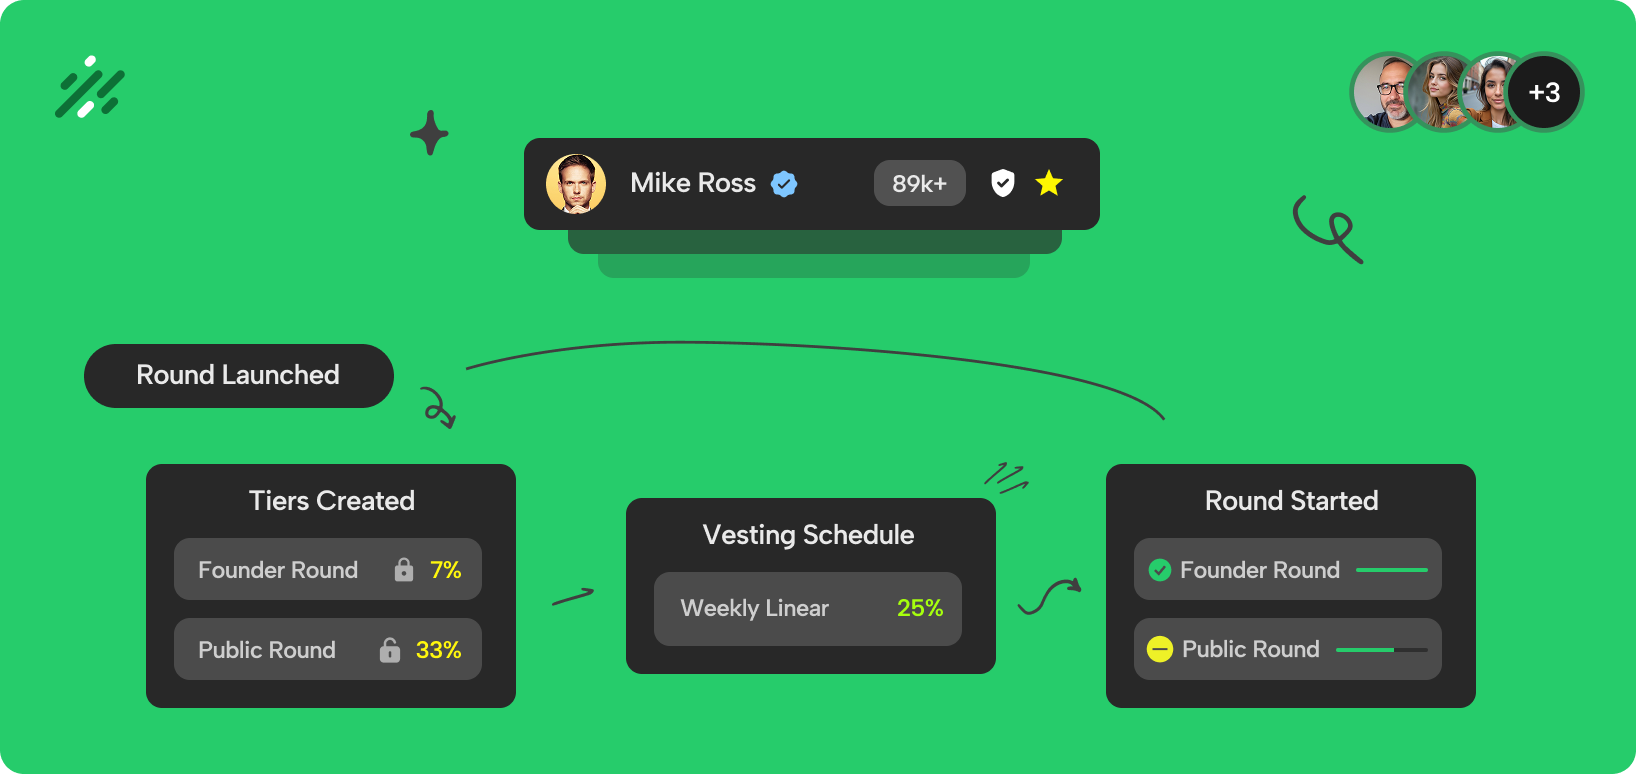 +3
Mike Ross
89k+
Round Launched
Tiers Created
Founder Round 7%
Public Round 33%
Vesting Schedule
Weekly Linear 25%
Round Started
Founder Round
Public Round